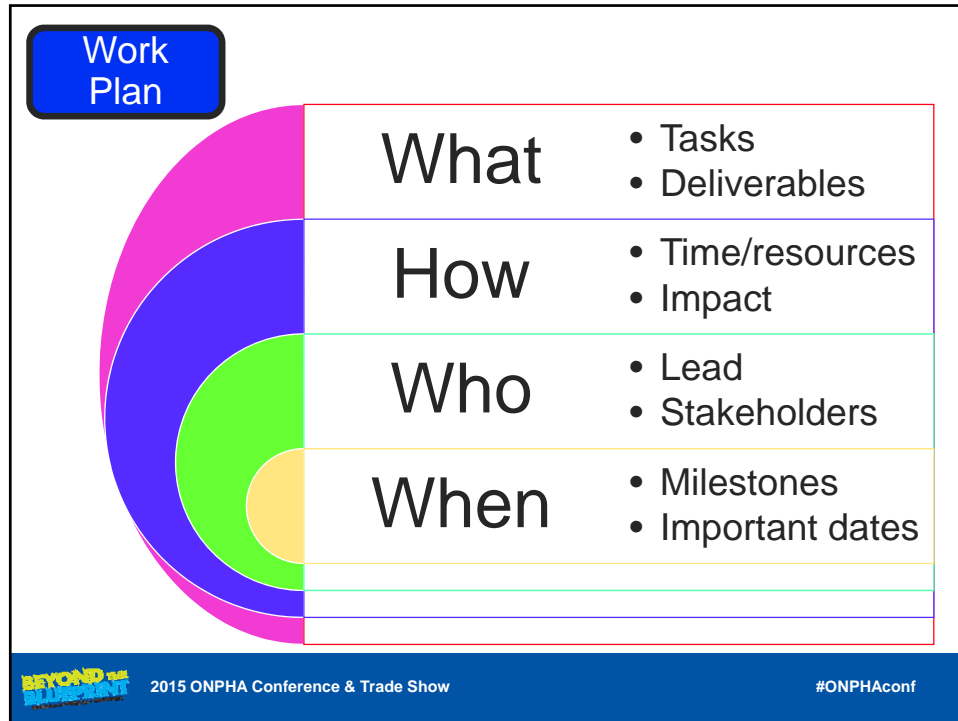 Work
Plan
What
• Tasks
• Deliverables
How
• Time/resources
• Impact
Who
• Lead
• Stakeholders
When
• Milestones
• Important dates
BEYOND THE
BLUEPRINT
2015 ONPHA Conference & Trade Show
#ONPHAconf